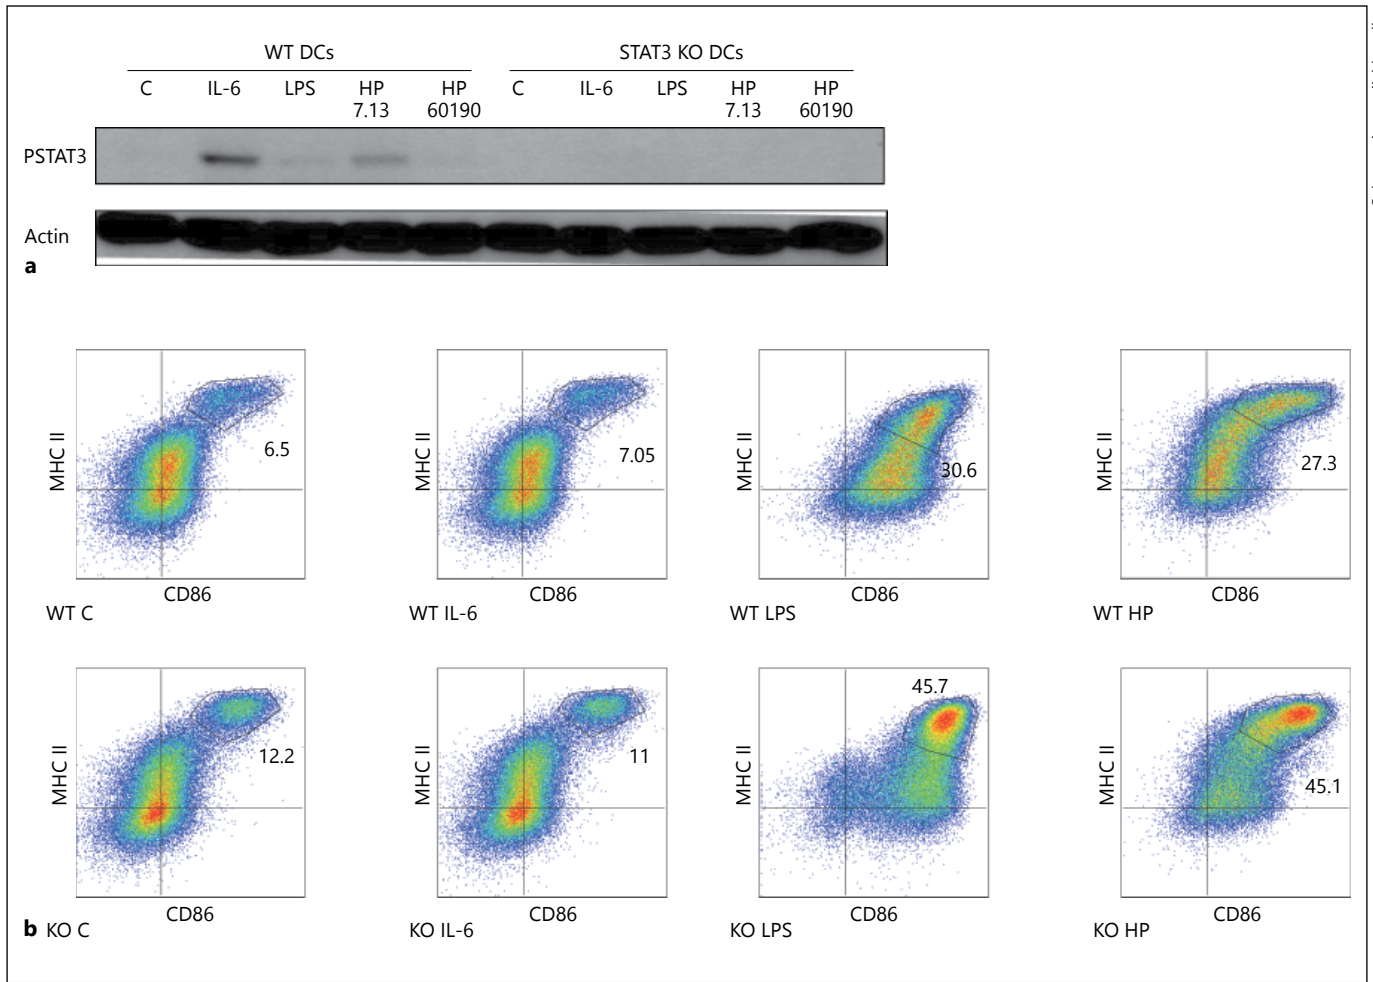 WT DCs STAT3 KO DCs
C IL-6 LPS HP 7.13 HP 60190 C IL-6 LPS HP 7.13 HP 60190
PSTAT3
Actin
a
MHC II 6.5 MHC II 7.05 MHC II 30.6 MHC II 27.3
CD86 CD86 CD86 CD86
WT C WT IL-6 WT LPS WT HP
MHC II 12.2 MHC II 11 MHC II 45.7 MHC II 45.1
CD86 CD86 CD86 CD86
b KO C KO IL-6 KO LPS KO HP